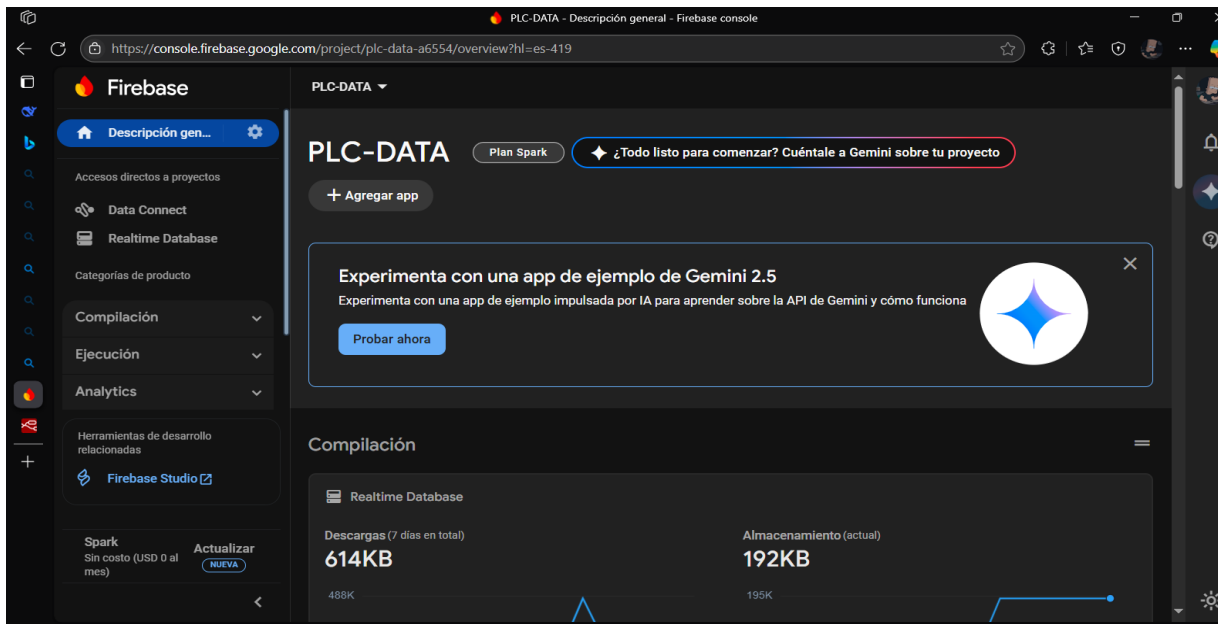 PLC-DATA - Descripción general - Firebase console
https://console.firebase.google.com/project/plc-data-a6554/overview?hl=es-419
Firebase
PLC-DATA
Descripción gen...
PLC-DATA
Plan Spark
¿Todo listo para comenzar? Cuéntale a Gemini sobre tu proyecto
Accesos directos a proyectos
+ Agregar app
Data Connect
Realtime Database
Categorías de producto
Experimenta con una app de ejemplo de Gemini 2.5
Experimenta con una app de ejemplo impulsada por IA para aprender sobre la API de Gemini y cómo funciona
Probar ahora
Compilación
Ejecución
Analytics
Herramientas de desarrollo
relacionadas
Firebase Studio
Compilación
Realtime Database
Descargas (7 días en total)
614KB
488K
Almacenamiento (actual)
192KB
195K
Spark
Sin costo (USD 0 al
mes)
Actualizar
NUEVA